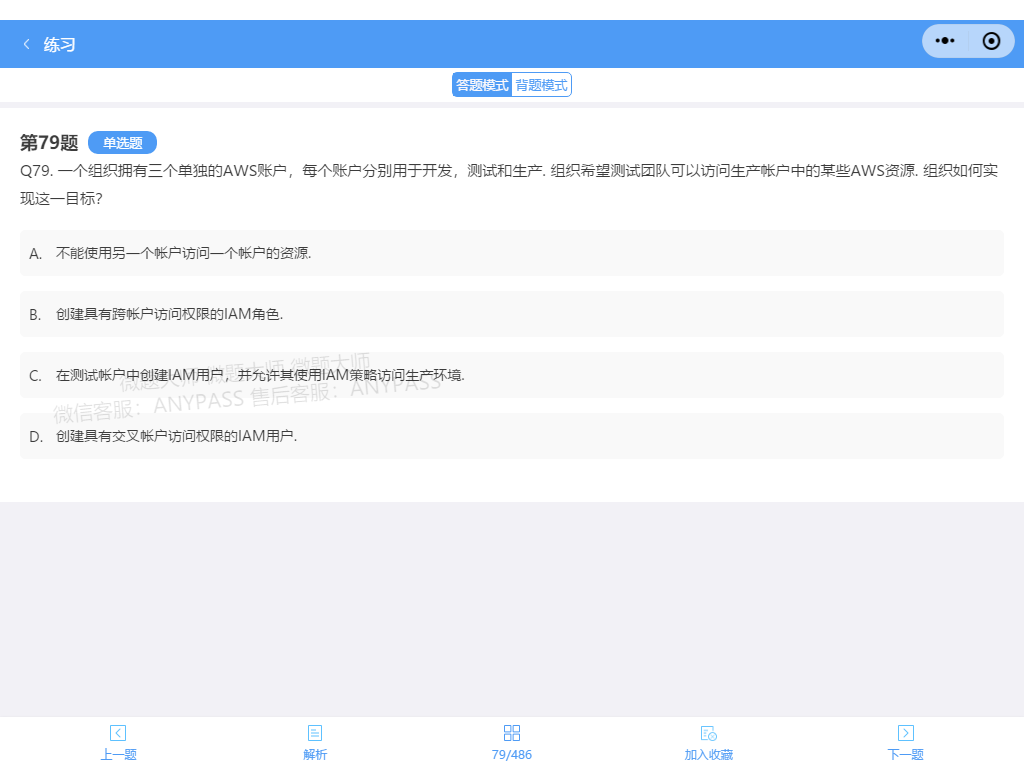 练习
答题模式 背题模式
第79题 单选题
Q79. 一个组织拥有三个单独的AWS账户，每个账户分别用于开发，测试和生产. 组织希望测试团队可以访问生产帐户中的某些AWS资源. 组织如何实
现这一目标?
A. 不能使用另一个帐户访问一个帐户的资源.
B. 创建具有跨帐户访问权限的IAM角色.
C. 在测试帐户中创建IAM用户，并允许其使用IAM策略访问生产环境.
微题大师 微题大师 微题大师
微信客服：ANYPASS 售后客服：ANYPASS
D. 创建具有交叉帐户访问权限的IAM用户.
上一题 解析 79/486 加入收藏 下一题